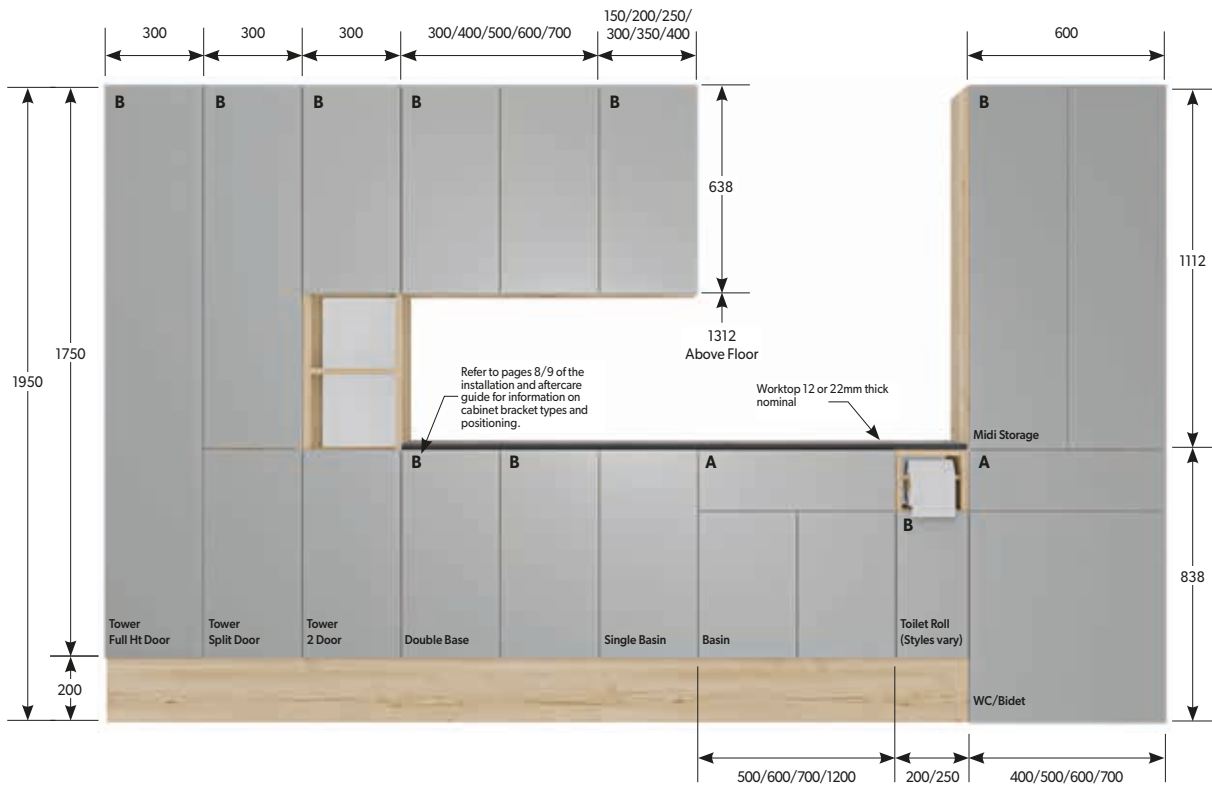 150/200/250/
300 300 300 300/400/500/600/700 300/350/400 600
B B B B B B
638
1112
1312
Above Floor
1750
1950
Refer to pages 8/9 of the
installation and aftercare
guide for information on
cabinet bracket types and
positioning.
Worktop 12 or 22mm thick
nominal
Midi Storage
B B A A
B
838
Tower
Full Ht Door
Tower
Split Door
Tower
2 Door
Double Base
Single Basin
Basin
Toilet Roll
(Styles vary)
200
WC/Bidet
500/600/700/1200 200/250 400/500/600/700